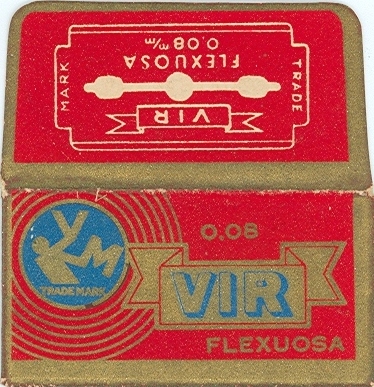 FLEXUOSA
0.08 m/m
MARK
TRADE
VIR
V
M
TRADE MARK
0.08
VIR
FLEXUOSA